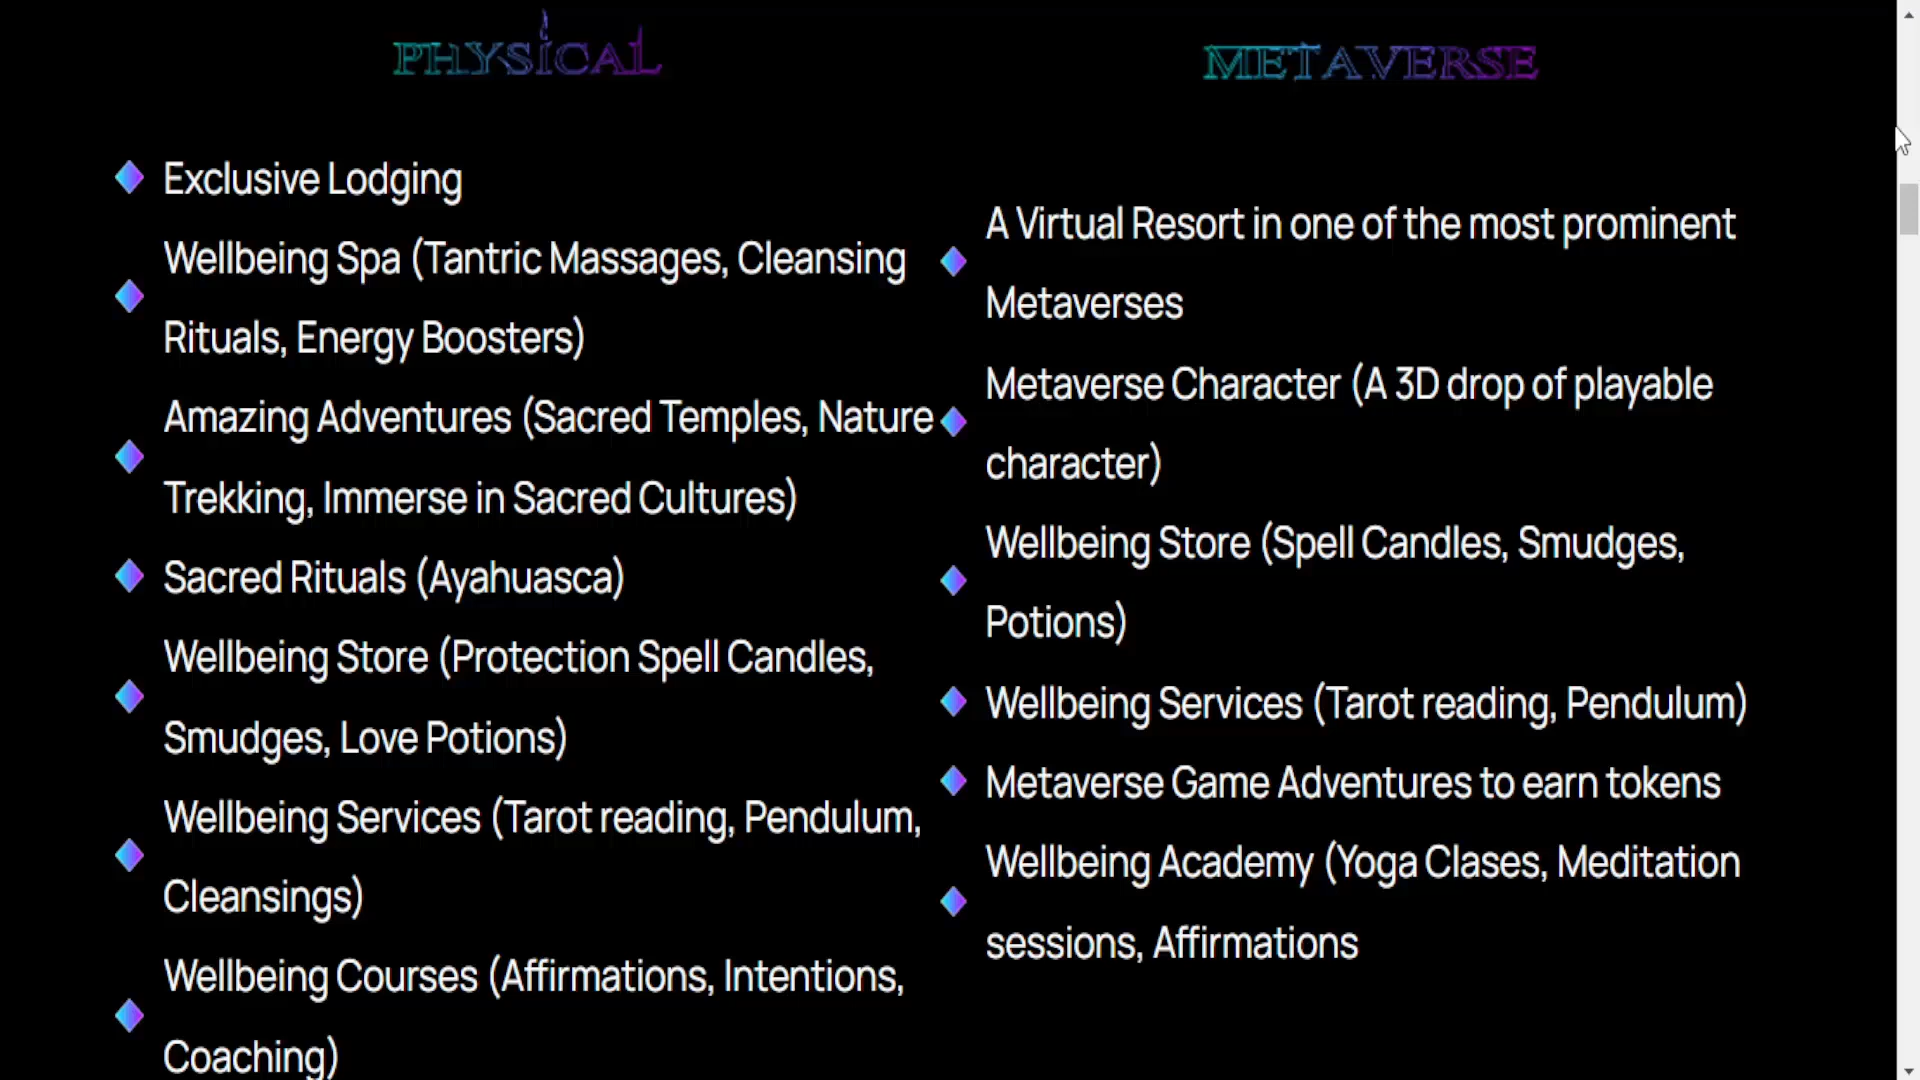 PHYSICAL
Exclusive Lodging
Wellbeing Spa (Tantric Massages, Cleansing
Rituals, Energy Boosters)
Amazing Adventures (Sacred Temples, Nature
Trekking, Immerse in Sacred Cultures)
Sacred Rituals (Ayahuasca)
Wellbeing Store (Protection Spell Candles,
Smudges, Love Potions)
Wellbeing Services (Tarot reading, Pendulum,
Cleansings)
Wellbeing Courses (Affirmations, Intentions,
Coaching)
METAVERSE
A Virtual Resort in one of the most prominent
Metaverses
Metaverse Character (A 3D drop of playable
character)
Wellbeing Store (Spell Candles, Smudges,
Potions)
Wellbeing Services (Tarot reading, Pendulum)
Metaverse Game Adventures to earn tokens
Wellbeing Academy (Yoga Clases, Meditation
sessions, Affirmations